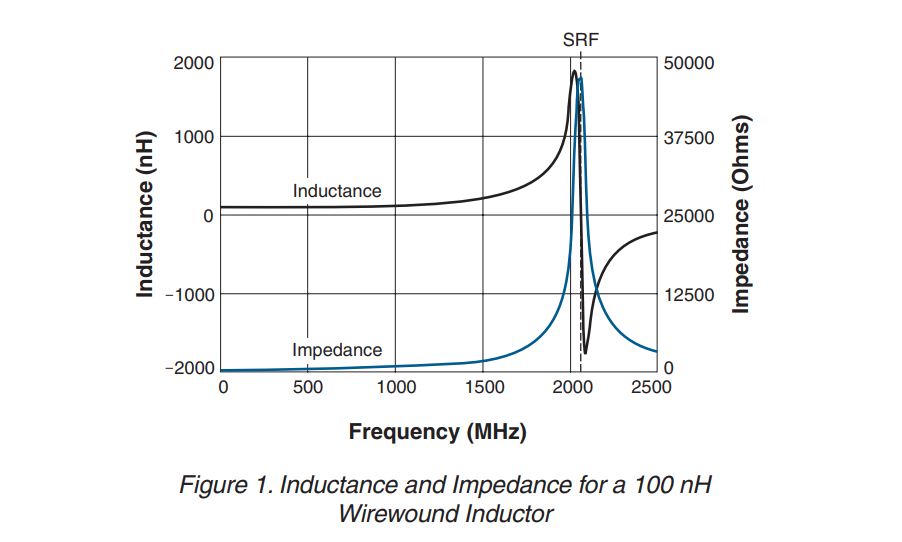 SRF
2000
1000
0
−1000
−2000
50000
37500
25000
12500
0
Inductance (nH)
Impedance (Ohms)
Inductance
Impedance
0 500 1000 1500 2000 2500
Frequency (MHz)
Figure 1. Inductance and Impedance for a 100 nH
Wirewound Inductor